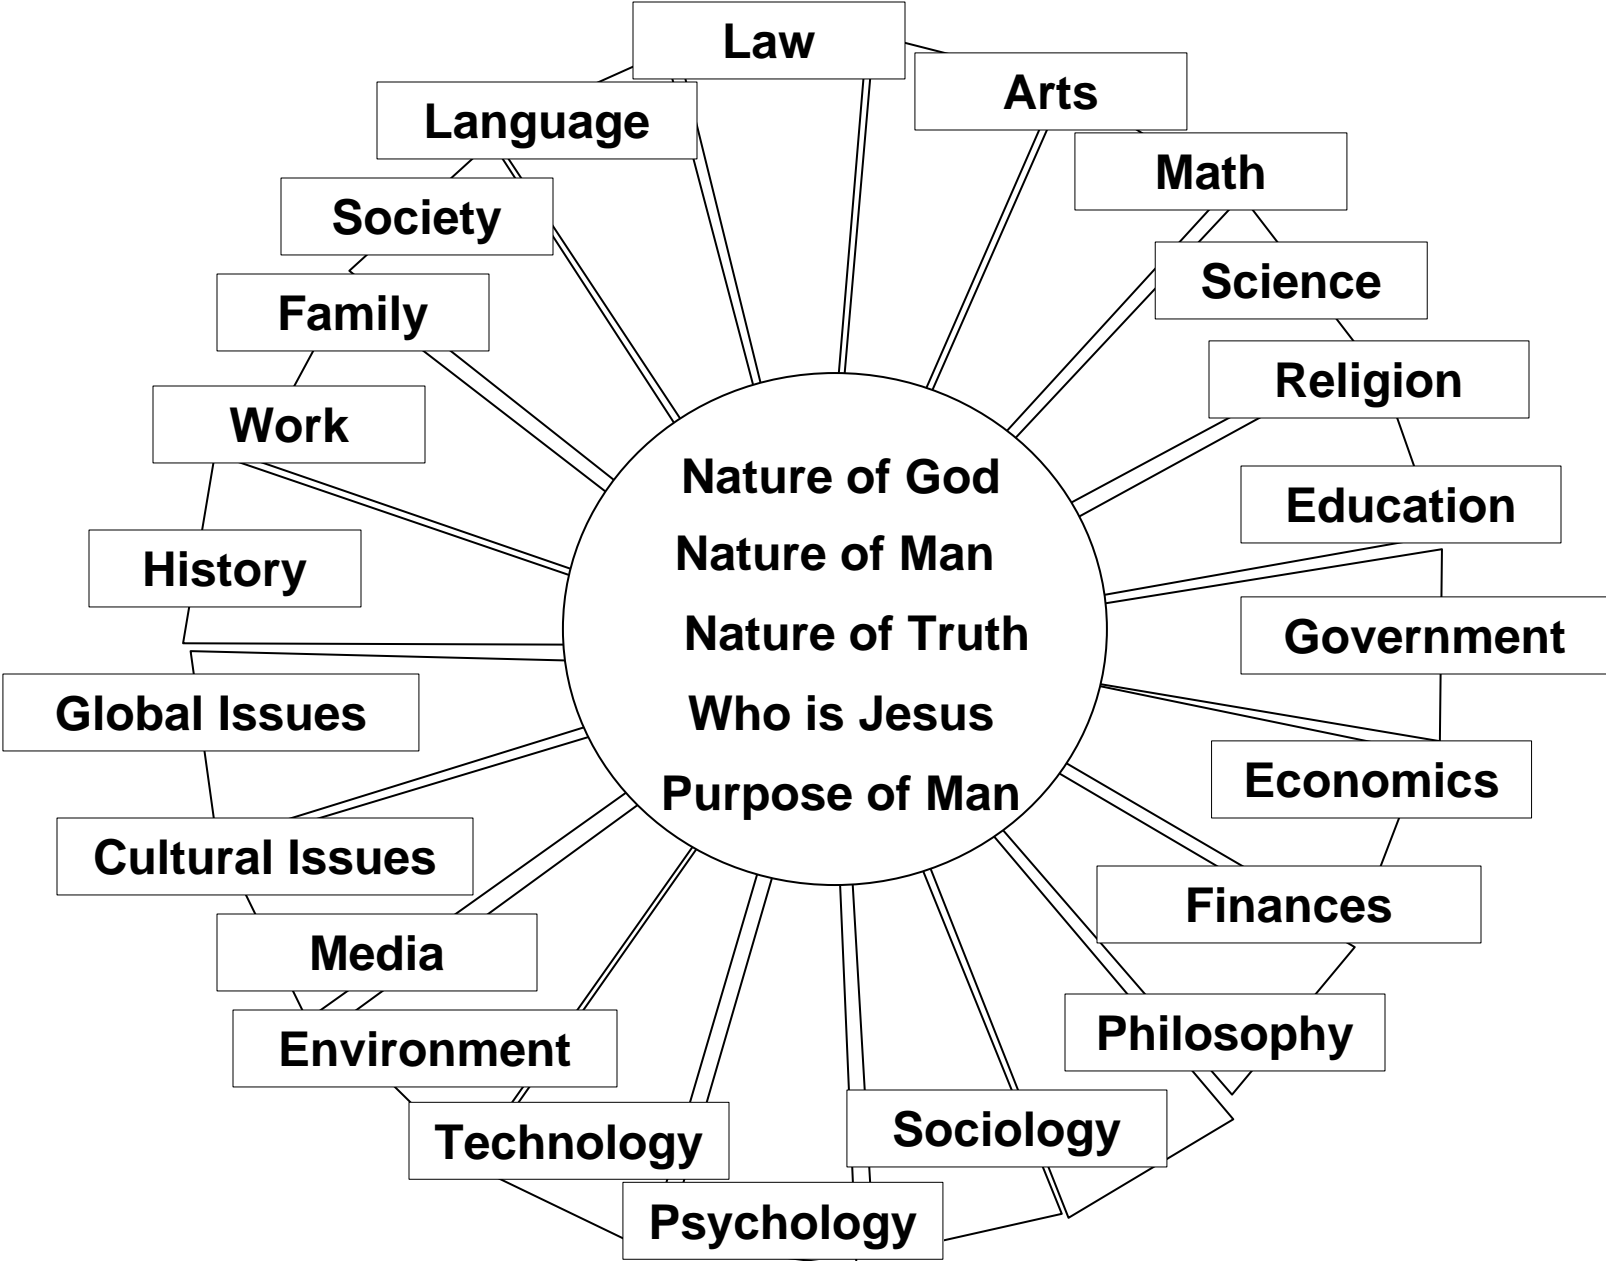 Law
Arts
Math
Science
Religion
Education
Government
Economics
Finances
Philosophy
Sociology
Psychology
Technology
Environment
Media
Cultural Issues
Global Issues
History
Work
Family
Society
Language
Nature of God
Nature of Man
Nature of Truth
Who is Jesus
Purpose of Man